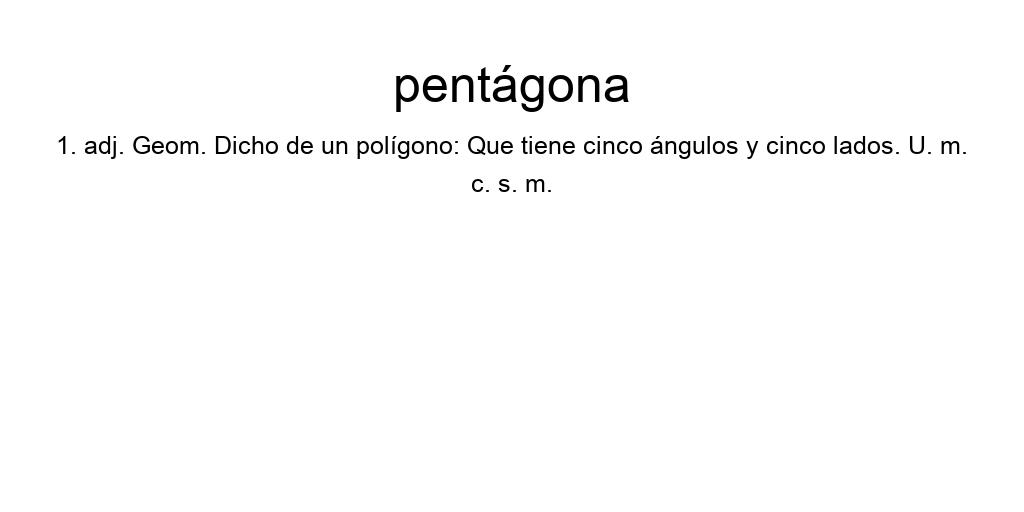 pentágona
1. adj. Geom. Dicho de un polígono: Que tiene cinco ángulos y cinco lados. U. m.
c. s. m.